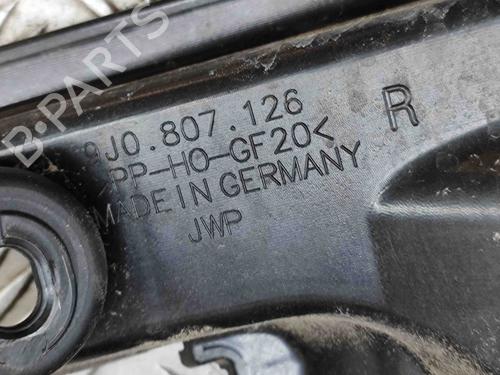 B-PARTS
9J0.807.126
R
>PP-HO-GF20<
MADE IN GERMANY
JWP